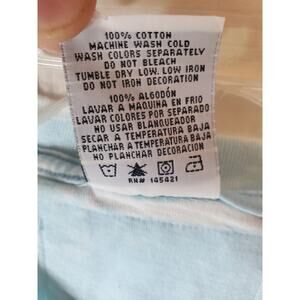 100% COTTON
MACHINE WASH COLD
WASH COLORS SEPARATELY
DO NOT BLEACH
TUMBLE DRY LOW. LOW IRON
DO NOT IRON DECORATION
100% ALGODÓN
LAVAR A MAQUINA EN FRIO
LAVAR COLORES POR SEPARADO
NO USAR BLANQUEADOR
SECAR A TEMPERATURA BAJA
PLANCHAR A TEMPERATURA BAJA
NO PLANCHAR DECORACION
RN# 145421